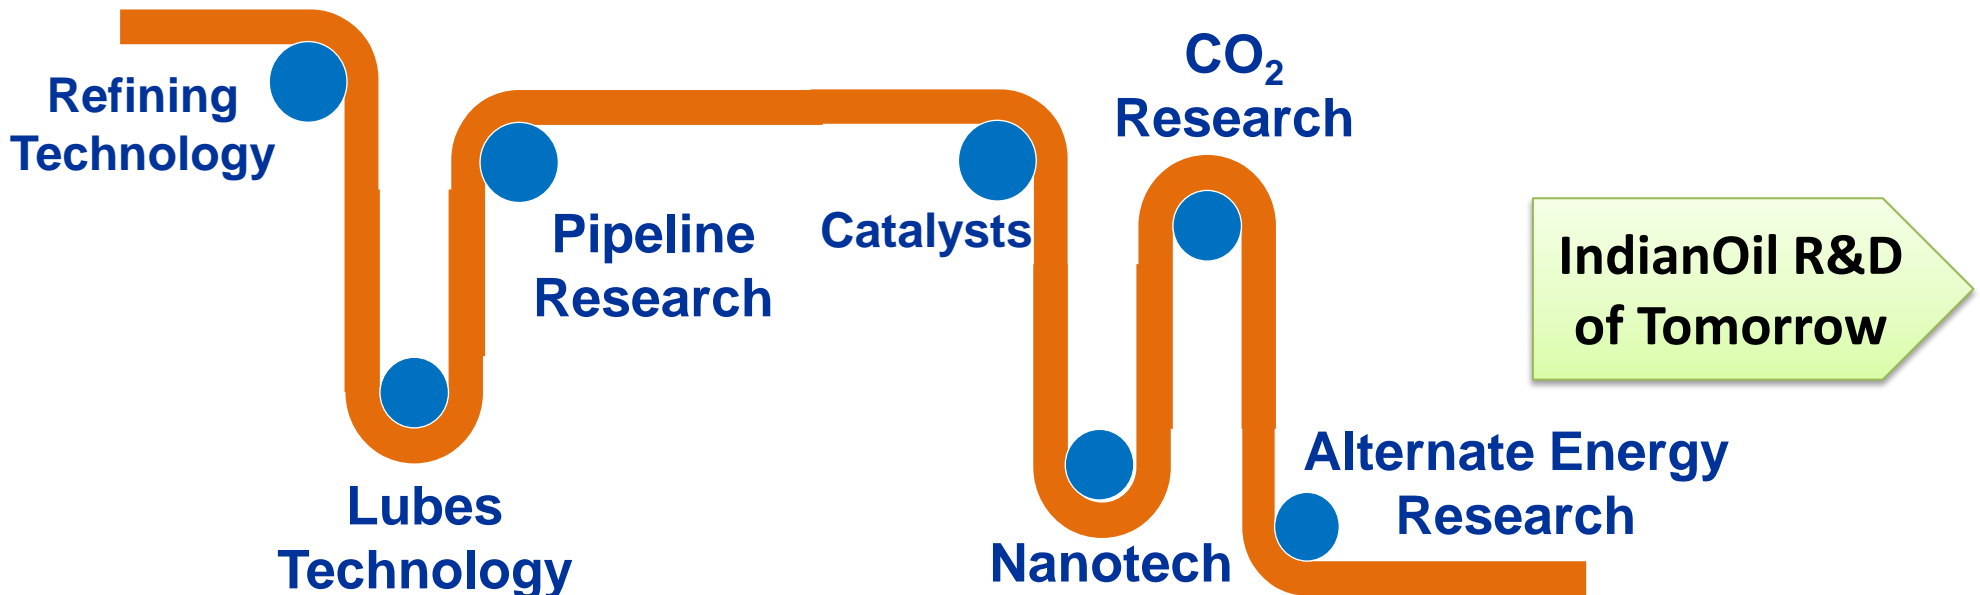 Refining
Technology
Lubes
Technology
Pipeline
Research
Catalysts
Nanotech
CO₂
Research
Alternate Energy
Research
IndianOil R&D
of Tomorrow